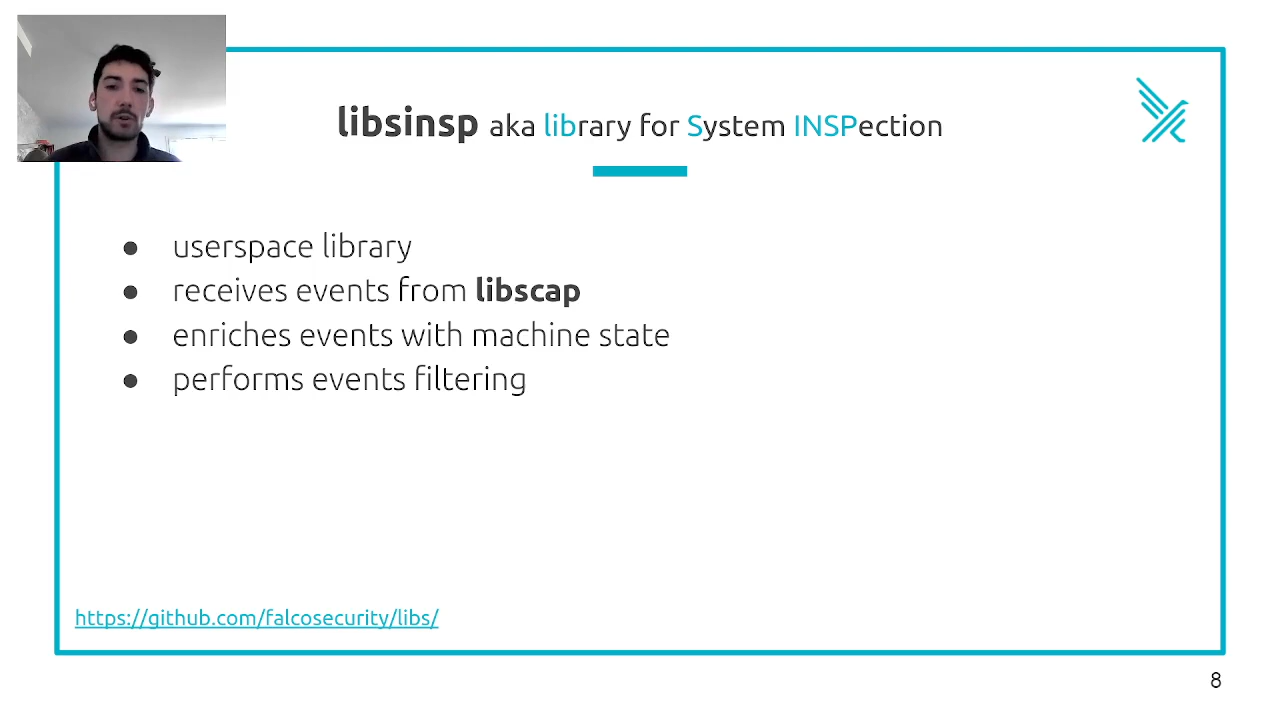 libsinsp aka library for System INSPection
● userspace library
● receives events from libscap
● enriches events with machine state
● performs events filtering
https://github.com/falcosecurity/libs/
8